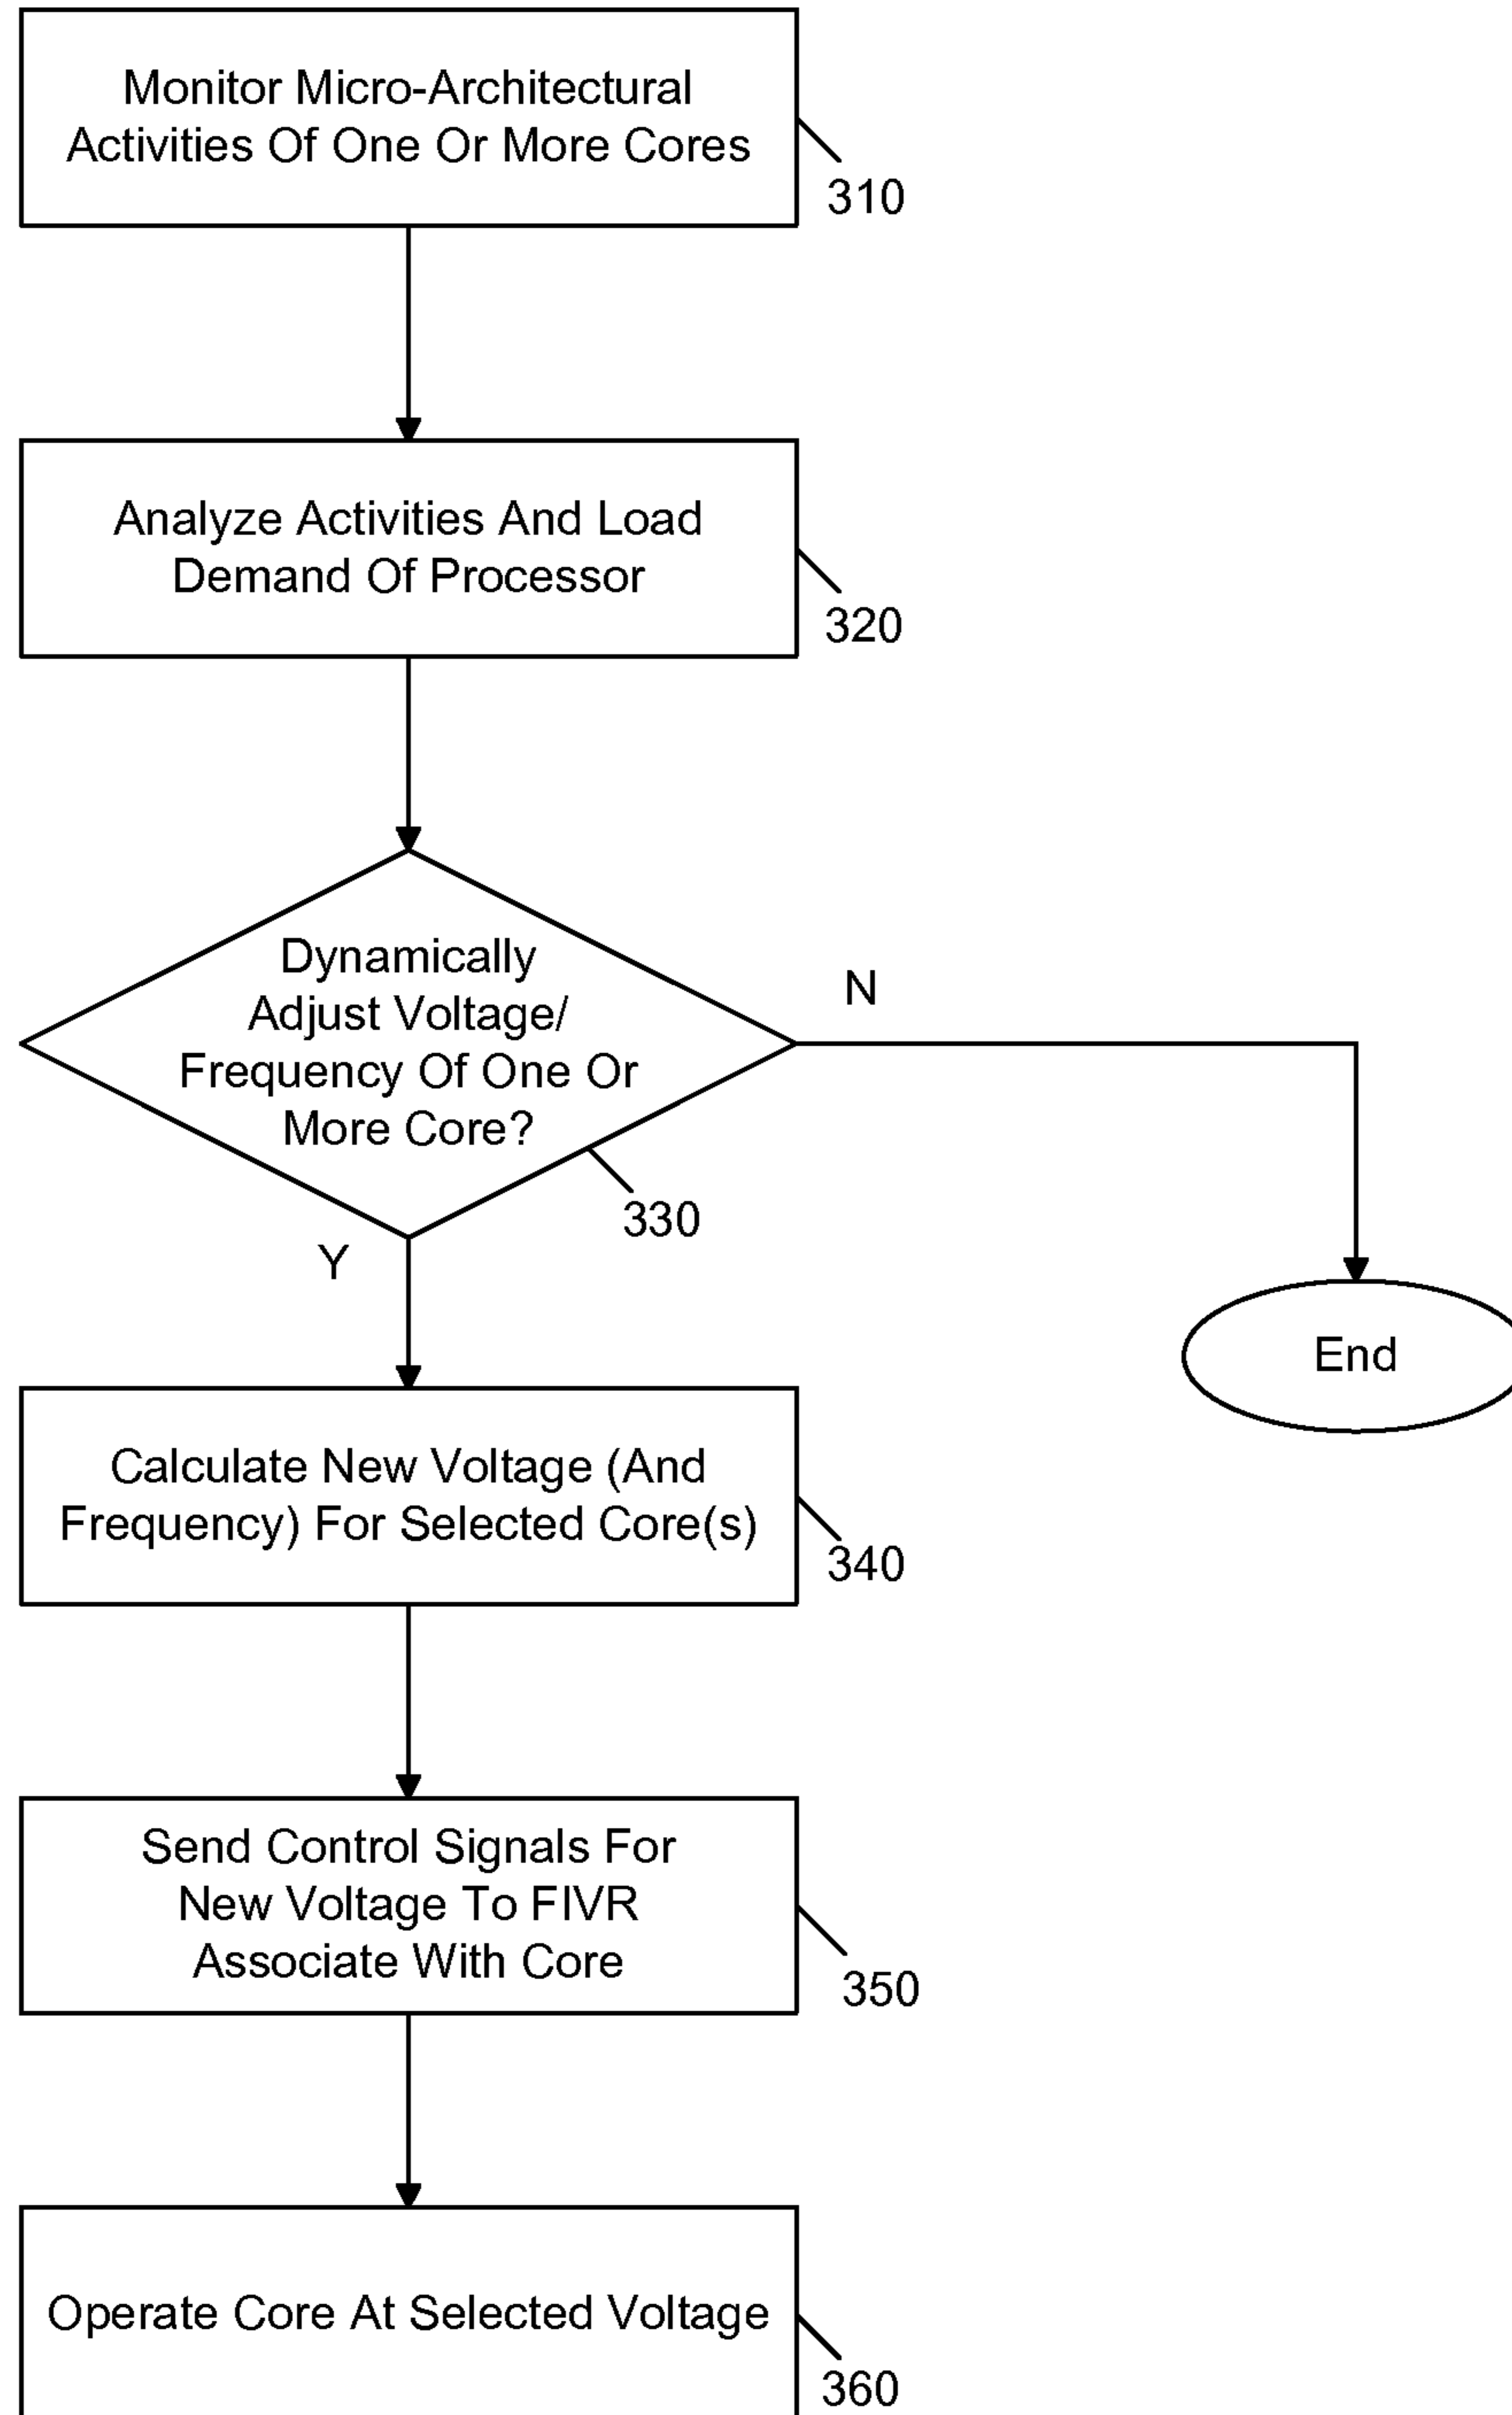 Monitor Micro-Architectural
Activities Of One Or More Cores
310
Analyze Activities And Load
Demand Of Processor
320
Dynamically
Adjust Voltage/
Frequency Of One Or
More Core?
330
N
Y
End
Calculate New Voltage (And
Frequency) For Selected Core(s)
340
Send Control Signals For
New Voltage To FIVR
Associate With Core
350
Operate Core At Selected Voltage
360